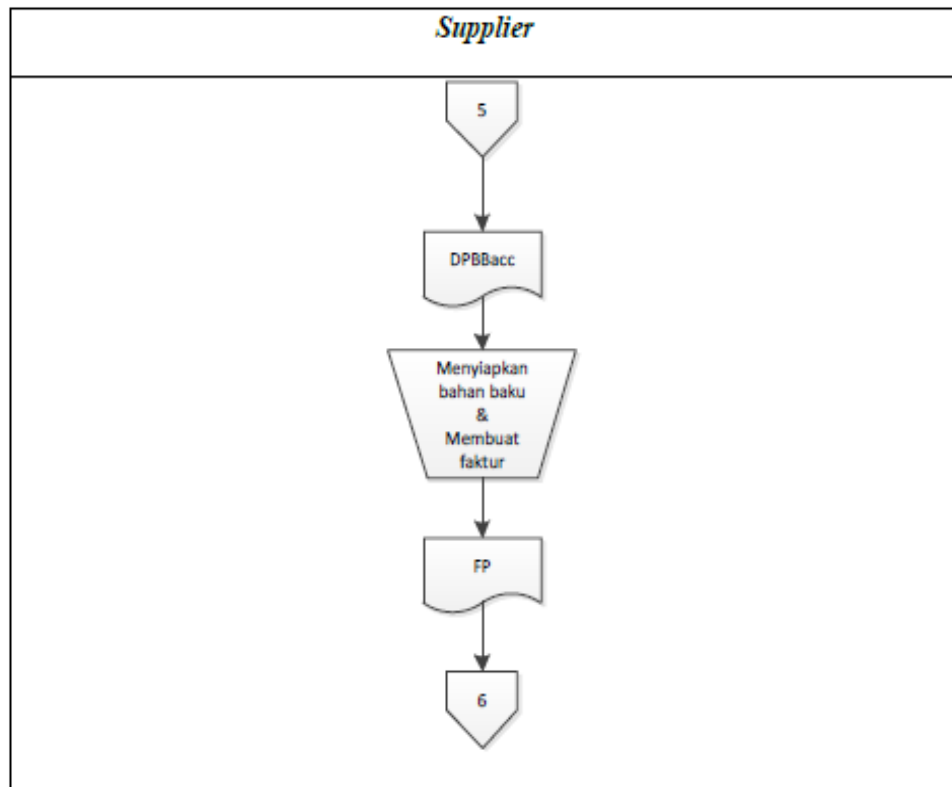 Supplier
5
DPBBacc
Menyiapkan
bahan baku
&
Membuat
faktur
FP
6